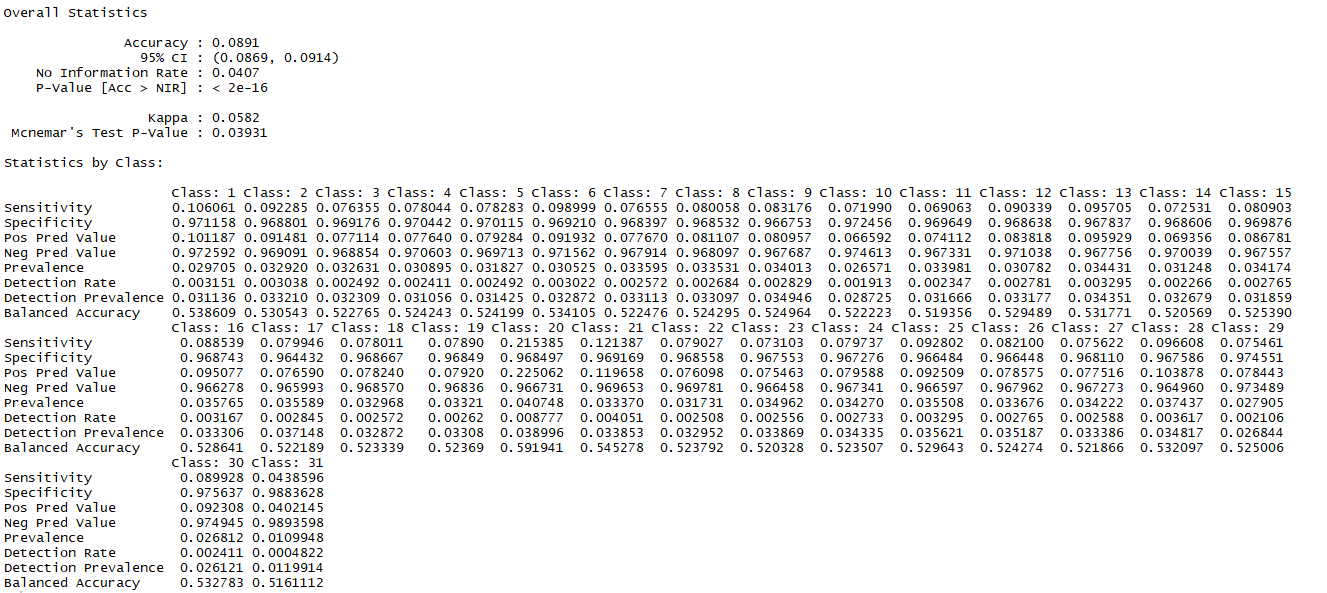 Overall Statistics
Accuracy : 0.0891
95% CI : (0.0869, 0.0914)
No Information Rate : 0.0407
P-Value [Acc > NIR] : < 2e-16
Kappa : 0.0582
Mcnemar's Test P-Value : 0.03931
Statistics by Class:
Class: 1 Class: 2 Class: 3 Class: 4 Class: 5 Class: 6 Class: 7 Class: 8 Class: 9 Class: 10 Class: 11 Class: 12 Class: 13 Class: 14 Class: 15
Sensitivity 0.106061 0.092285 0.076355 0.078044 0.078283 0.098999 0.076555 0.080058 0.083176 0.071990 0.069063 0.090339 0.095705 0.072531 0.080903
Specificity 0.971158 0.968801 0.969176 0.970442 0.970115 0.969210 0.968397 0.968532 0.966753 0.972456 0.969649 0.968638 0.967837 0.968606 0.969876
Pos Pred Value 0.101187 0.091481 0.077114 0.077640 0.079284 0.091932 0.077670 0.081107 0.080957 0.066592 0.074112 0.083818 0.095929 0.069356 0.086781
Neg Pred Value 0.972592 0.969091 0.968854 0.970603 0.969713 0.971562 0.967914 0.968097 0.967687 0.974613 0.967331 0.971038 0.967756 0.970039 0.967557
Prevalence 0.029705 0.032920 0.032631 0.030895 0.031827 0.030525 0.033595 0.033531 0.034013 0.026571 0.033981 0.030782 0.034431 0.031248 0.034174
Detection Rate 0.003151 0.003038 0.002492 0.002411 0.002492 0.003022 0.002572 0.002684 0.002829 0.001913 0.002347 0.002781 0.003295 0.002266 0.002765
Detection Prevalence 0.031136 0.033210 0.032309 0.031056 0.031425 0.032872 0.033113 0.033097 0.034946 0.028725 0.031666 0.033177 0.034351 0.032679 0.031859
Balanced Accuracy 0.538609 0.530543 0.522765 0.524243 0.524199 0.534105 0.522476 0.524295 0.524964 0.522223 0.519356 0.529489 0.531771 0.520569 0.525390
Class: 16 Class: 17 Class: 18 Class: 19 Class: 20 Class: 21 Class: 22 Class: 23 Class: 24 Class: 25 Class: 26 Class: 27 Class: 28 Class: 29
Sensitivity 0.088539 0.079946 0.078011 0.07890 0.215385 0.121387 0.079027 0.073103 0.079737 0.092802 0.082100 0.075622 0.096608 0.075461
Specificity 0.968743 0.964432 0.968667 0.96849 0.968497 0.969169 0.968558 0.967553 0.967276 0.966484 0.966448 0.968110 0.967586 0.974551
Pos Pred Value 0.095077 0.076590 0.078240 0.07920 0.225062 0.119658 0.076098 0.075463 0.079588 0.092509 0.078575 0.077516 0.103878 0.078443
Neg Pred Value 0.966278 0.965993 0.968570 0.96836 0.966731 0.969653 0.969781 0.966458 0.967341 0.966597 0.967962 0.967273 0.964960 0.973489
Prevalence 0.035765 0.035589 0.032968 0.03321 0.040748 0.033370 0.031731 0.034962 0.034270 0.035508 0.033676 0.034222 0.037437 0.027905
Detection Rate 0.003167 0.002845 0.002572 0.00262 0.008777 0.004051 0.002508 0.002556 0.002733 0.003295 0.002765 0.002588 0.003617 0.002106
Detection Prevalence 0.033306 0.037148 0.032872 0.03308 0.038996 0.033853 0.032952 0.033869 0.034335 0.035621 0.035187 0.033386 0.034817 0.026844
Balanced Accuracy 0.528641 0.522189 0.523339 0.52369 0.591941 0.545278 0.523792 0.520328 0.523507 0.529643 0.524274 0.521866 0.532097 0.525006
Class: 30 Class: 31
Sensitivity 0.089928 0.0438596
Specificity 0.975637 0.9883628
Pos Pred Value 0.092308 0.0402145
Neg Pred Value 0.974945 0.9893598
Prevalence 0.026812 0.0109948
Detection Rate 0.002411 0.0004822
Detection Prevalence 0.026121 0.0119914
Balanced Accuracy 0.532783 0.5161112